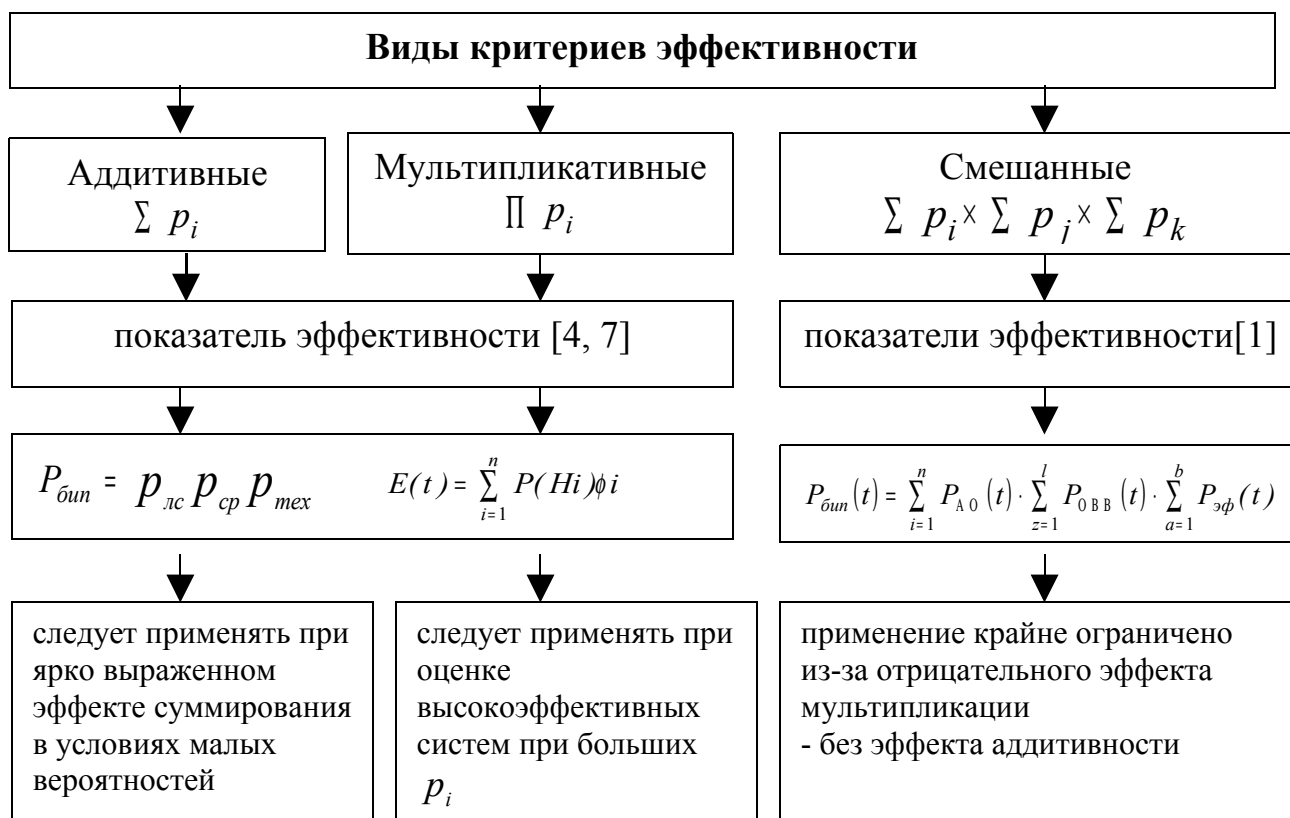 Виды критериев эффективности
Аддитивные
∑ p_i
Мультипликативные
∏ p_i
Смешанные
∑ p_i × ∑ p_j × ∑ p_k
показатель эффективности [4, 7]
показатели эффективности[1]
P_бип = p_лс p_ср p_тех
E(t) = ∑_{i=1}^{n} P(Hi)ϕi
P_бип(t) = ∑_{i=1}^{n} P_АО(t) · ∑_{z=1}^{l} P_ОВВ(t) · ∑_{a=1}^{b} P_эф(t)
следует применять при
ярко выраженном
эффекте суммирования
в условиях малых
вероятностей
следует применять при
оценке
высокоэффективных
систем при больших
p_i
применение крайне ограничено
из-за отрицательного эффекта
мультипликации
- без эффекта аддитивности